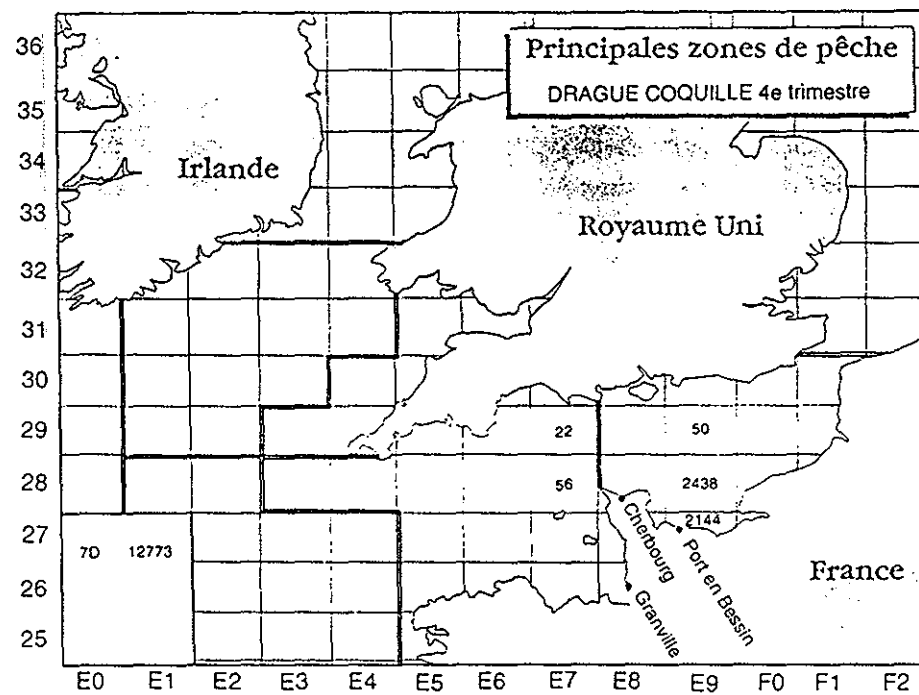 Principales zones de pêche
DRAGUE COQUILLE 4e trimestre
36
35
34
33
32
31
30
29
28
27
26
25
Irlande
Royaume Uni
22
50
56
2438
2144
7D 12773
Cherbourg
Granville
Port en Bessin
France
E0 E1 E2 E3 E4 E5 E6 E7 E8 E9 F0 F1 F2